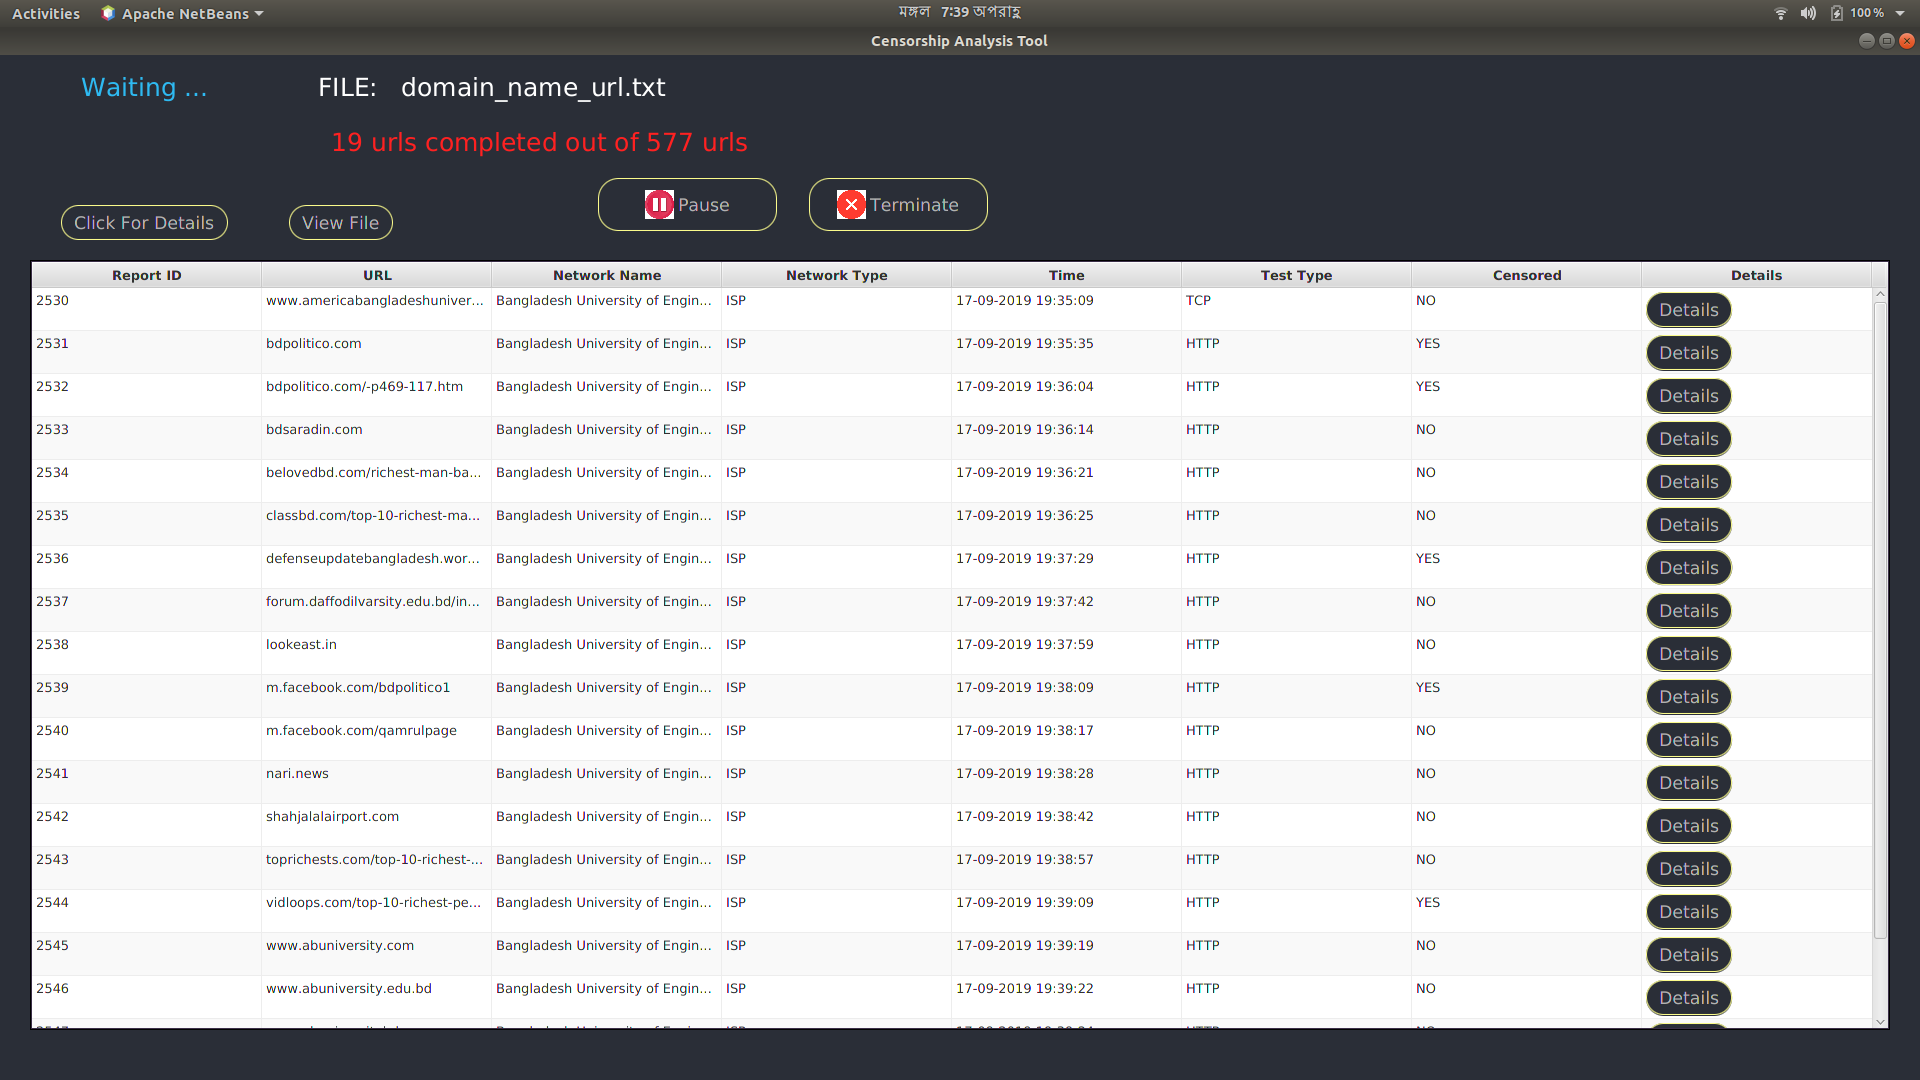 Activities Apache NetBeans মঙ্গল 7:39 অপরাহ্ণ 100 %
Censorship Analysis Tool
Waiting ... FILE: domain_name_url.txt
19 urls completed out of 577 urls
Pause Terminate
Click For Details View File
Report ID URL Network Name Network Type Time Test Type Censored Details
2530 www.americabangladeshuniver... Bangladesh University of Engin... ISP 17-09-2019 19:35:09 TCP NO Details
2531 bdpolitico.com Bangladesh University of Engin... ISP 17-09-2019 19:35:35 HTTP YES Details
2532 bdpolitico.com/-p469-117.htm Bangladesh University of Engin... ISP 17-09-2019 19:36:04 HTTP YES Details
2533 bdsaradin.com Bangladesh University of Engin... ISP 17-09-2019 19:36:14 HTTP NO Details
2534 belovedbd.com/richest-man-ba... Bangladesh University of Engin... ISP 17-09-2019 19:36:21 HTTP NO Details
2535 classbd.com/top-10-richest-ma... Bangladesh University of Engin... ISP 17-09-2019 19:36:25 HTTP NO Details
2536 defenseupdatebangladesh.wor... Bangladesh University of Engin... ISP 17-09-2019 19:37:29 HTTP YES Details
2537 forum.daffodilvarsity.edu.bd/in... Bangladesh University of Engin... ISP 17-09-2019 19:37:42 HTTP NO Details
2538 lookeast.in Bangladesh University of Engin... ISP 17-09-2019 19:37:59 HTTP NO Details
2539 m.facebook.com/bdpolitico1 Bangladesh University of Engin... ISP 17-09-2019 19:38:09 HTTP YES Details
2540 m.facebook.com/qamrulpage Bangladesh University of Engin... ISP 17-09-2019 19:38:17 HTTP NO Details
2541 nari.news Bangladesh University of Engin... ISP 17-09-2019 19:38:28 HTTP NO Details
2542 shahjalalairport.com Bangladesh University of Engin... ISP 17-09-2019 19:38:42 HTTP NO Details
2543 toprichests.com/top-10-richest-... Bangladesh University of Engin... ISP 17-09-2019 19:38:57 HTTP NO Details
2544 vidloops.com/top-10-richest-pe... Bangladesh University of Engin... ISP 17-09-2019 19:39:09 HTTP YES Details
2545 www.abuniversity.com Bangladesh University of Engin... ISP 17-09-2019 19:39:19 HTTP NO Details
2546 www.abuniversity.edu.bd Bangladesh University of Engin... ISP 17-09-2019 19:39:22 HTTP NO Details